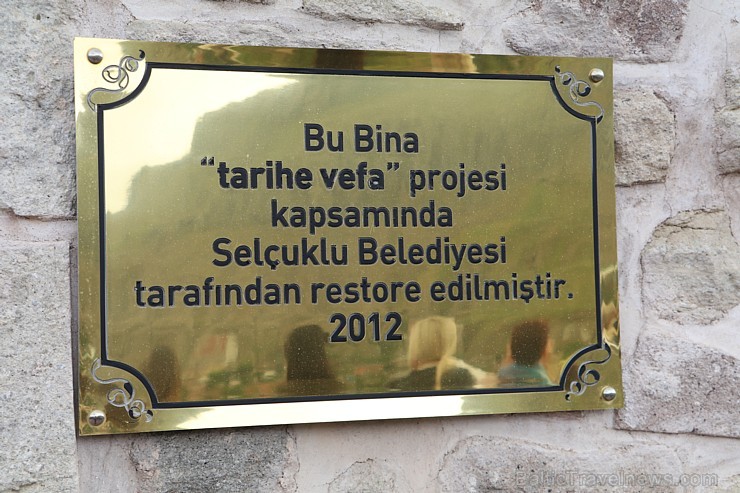 Bu Bina
“tarihe vefa” projesi
kapsamında
Selçuklu Belediyesi
tarafından restore edilmiştir.
2012
BalticTravelnews.com